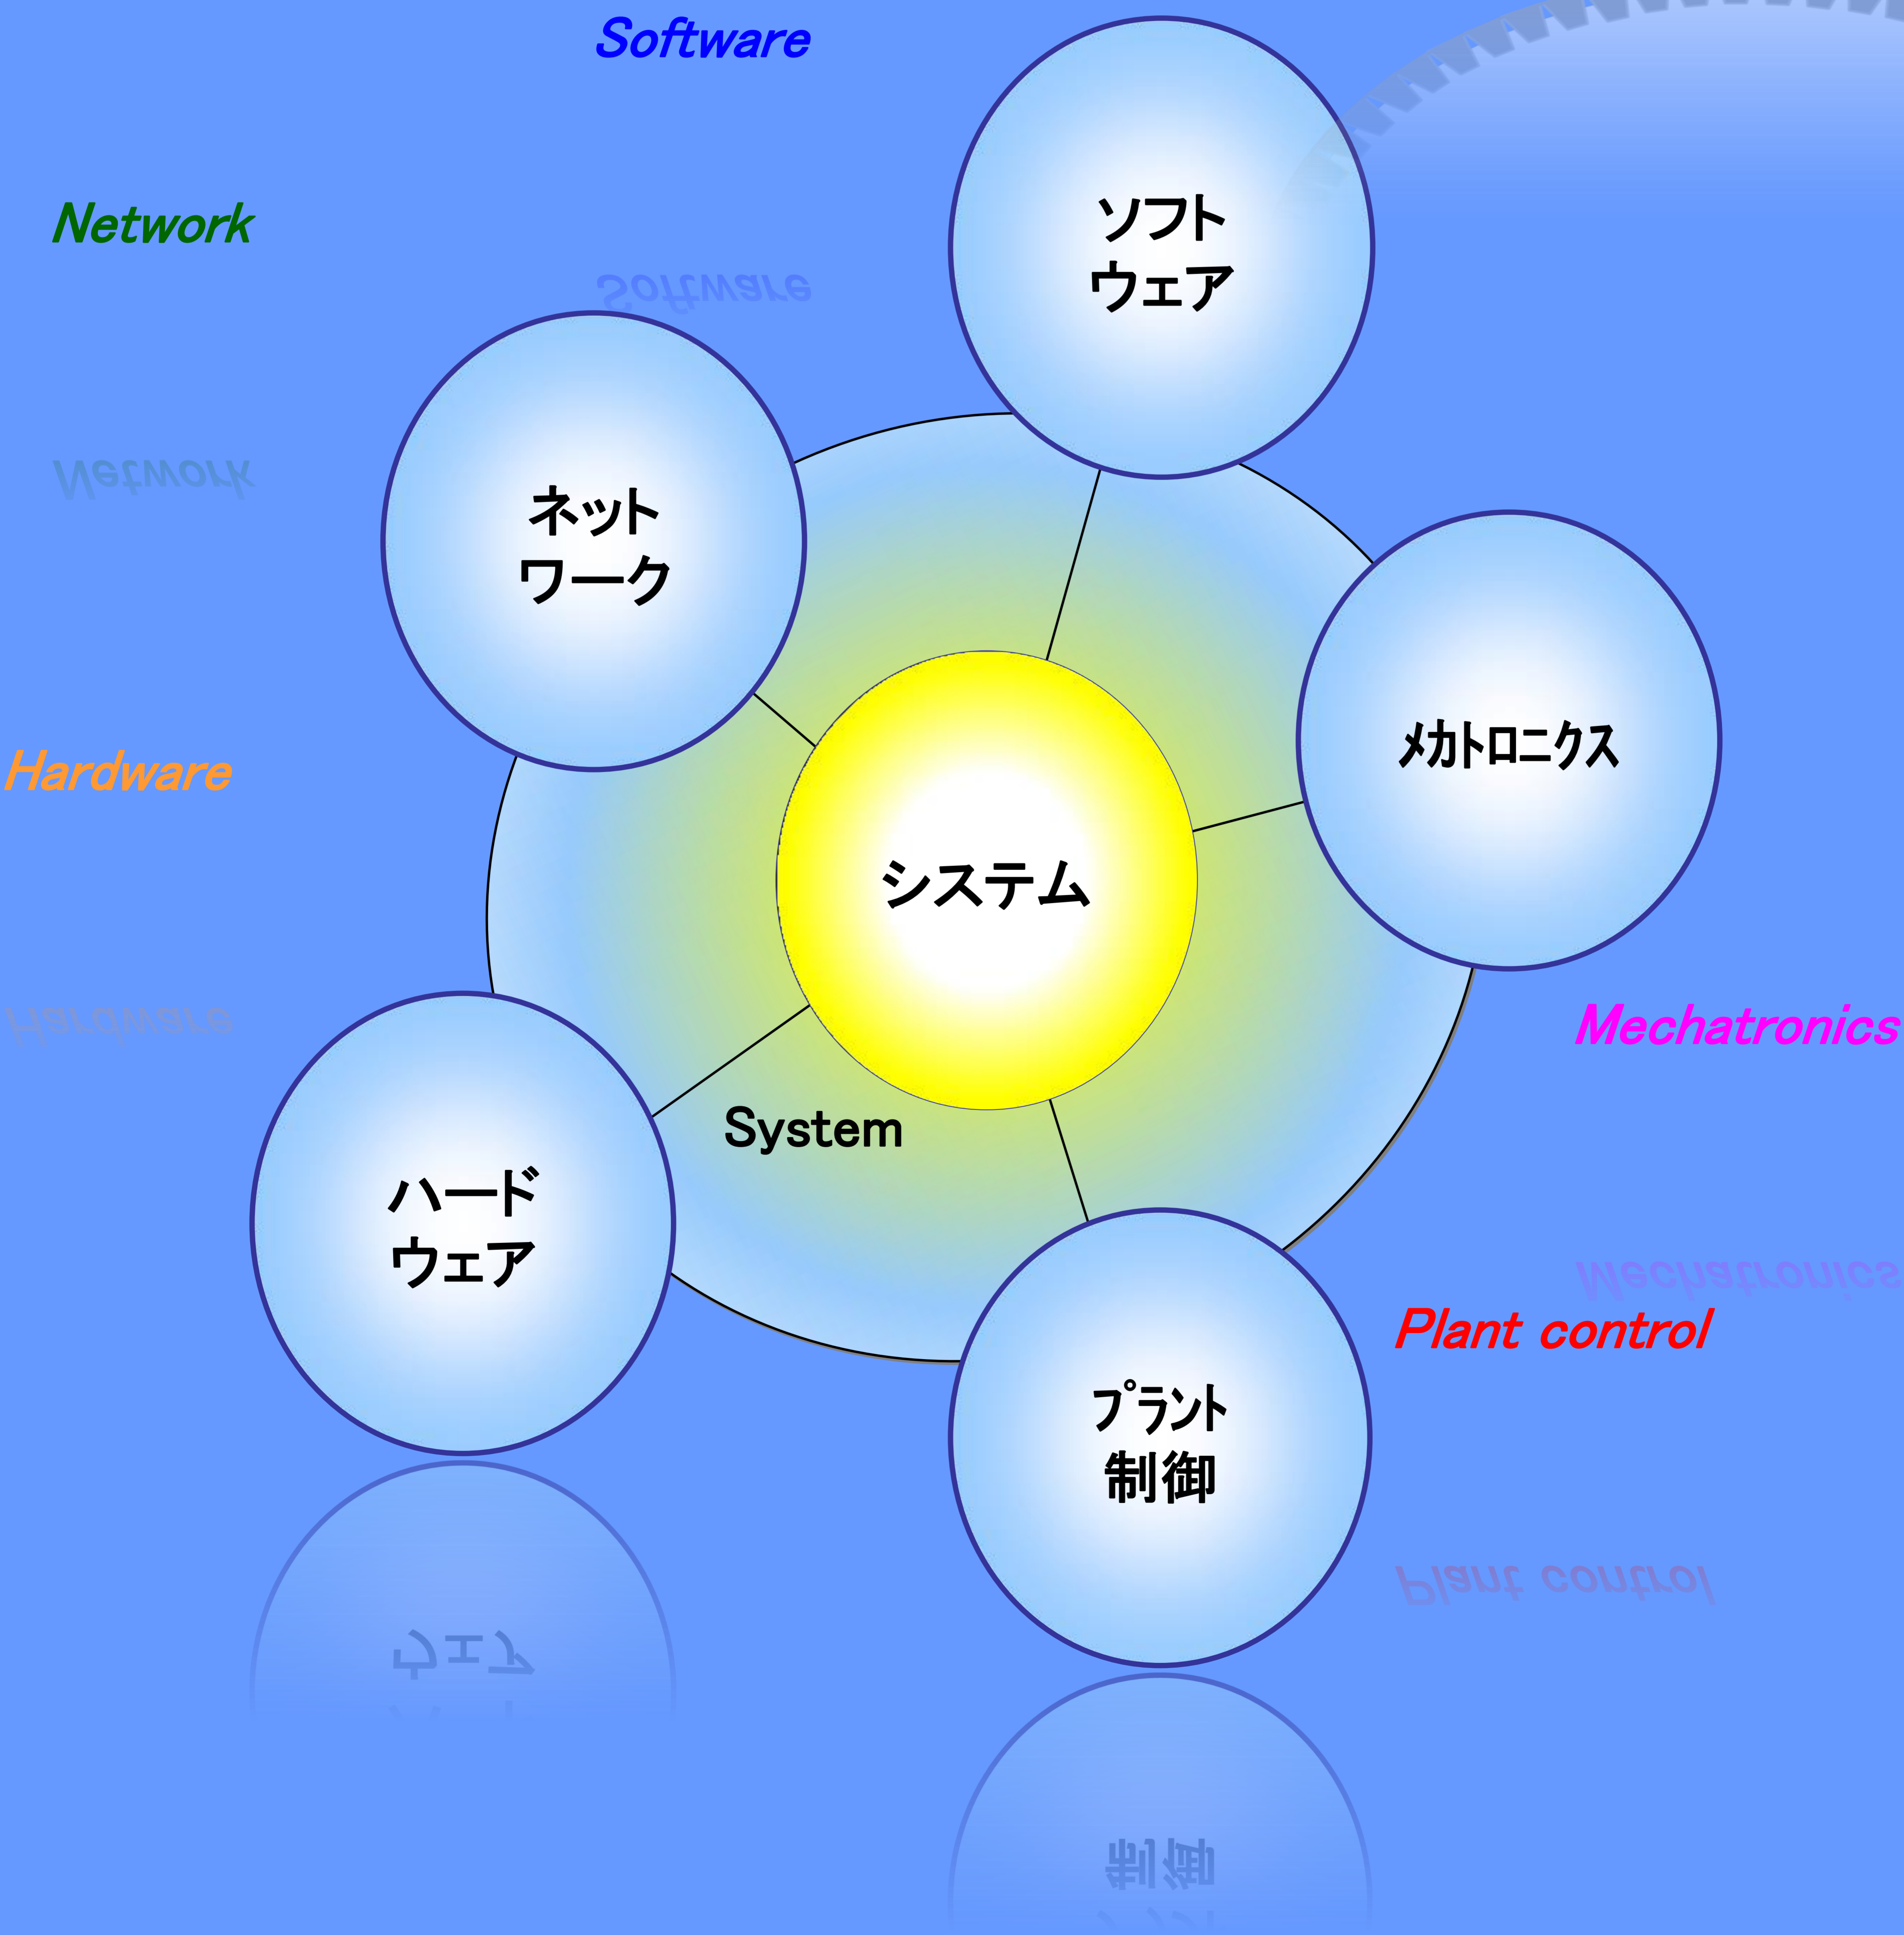 Software
ソフト
ウェア
Network
ネット
ワーク
Hardware
メカトロニクス
システム
Mechatronics
System
ハード
ウェア
Plant control
プラント
制御